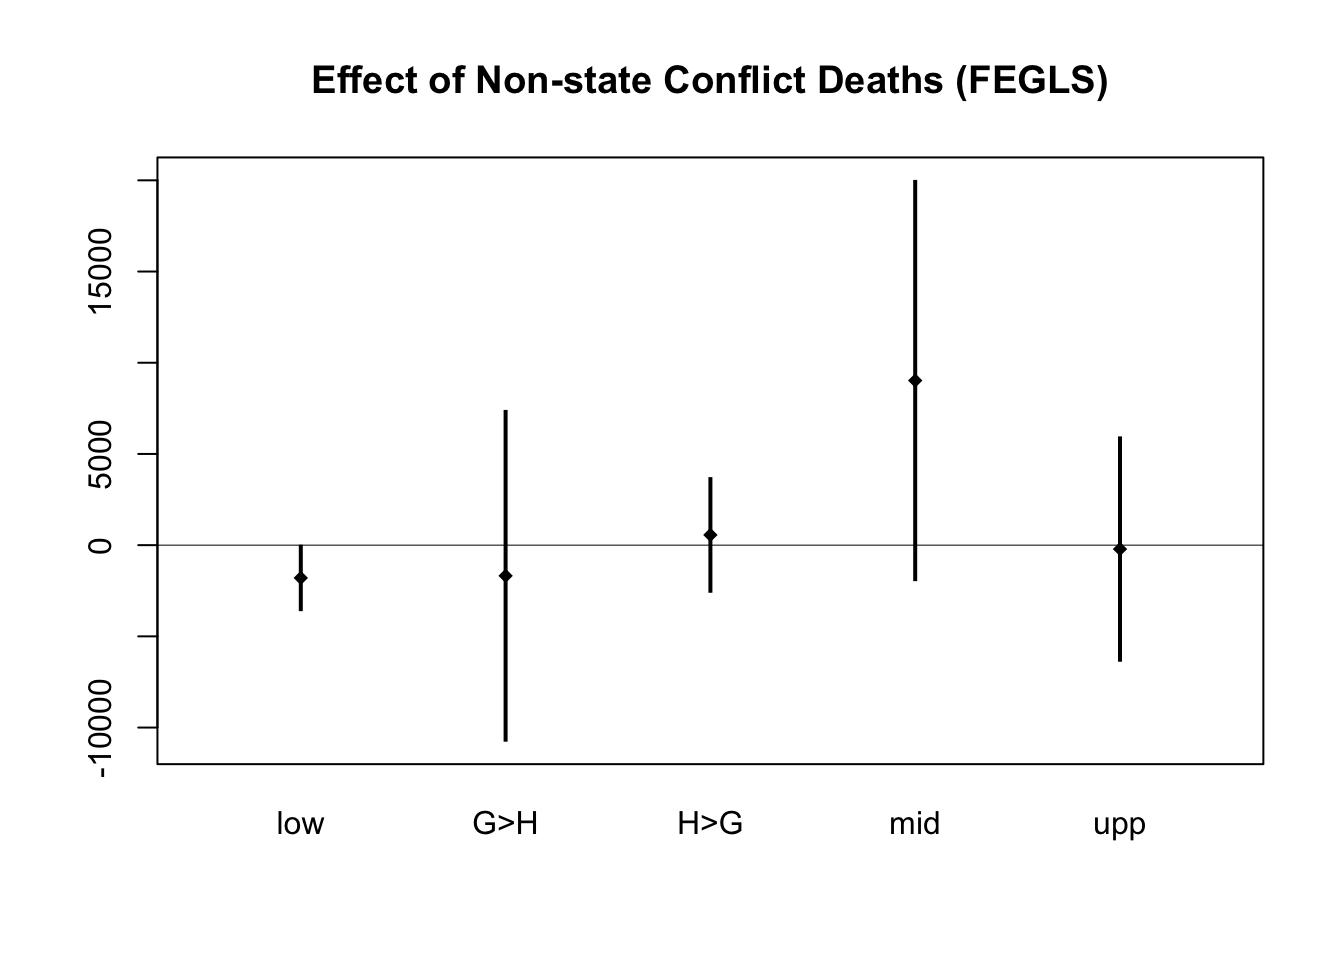 Effect of Non-state Conflict Deaths (FEGLS)
15000
5000
0
-10000
low G>H H>G mid upp